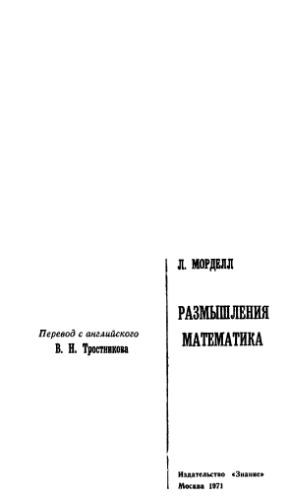 Л. МОРДЕЛЛ
РАЗМЫШЛЕНИЯ
МАТЕМАТИКА
Перевод с английского
В. Н. Тростникова
Издательство «Знание»
Москва 1971